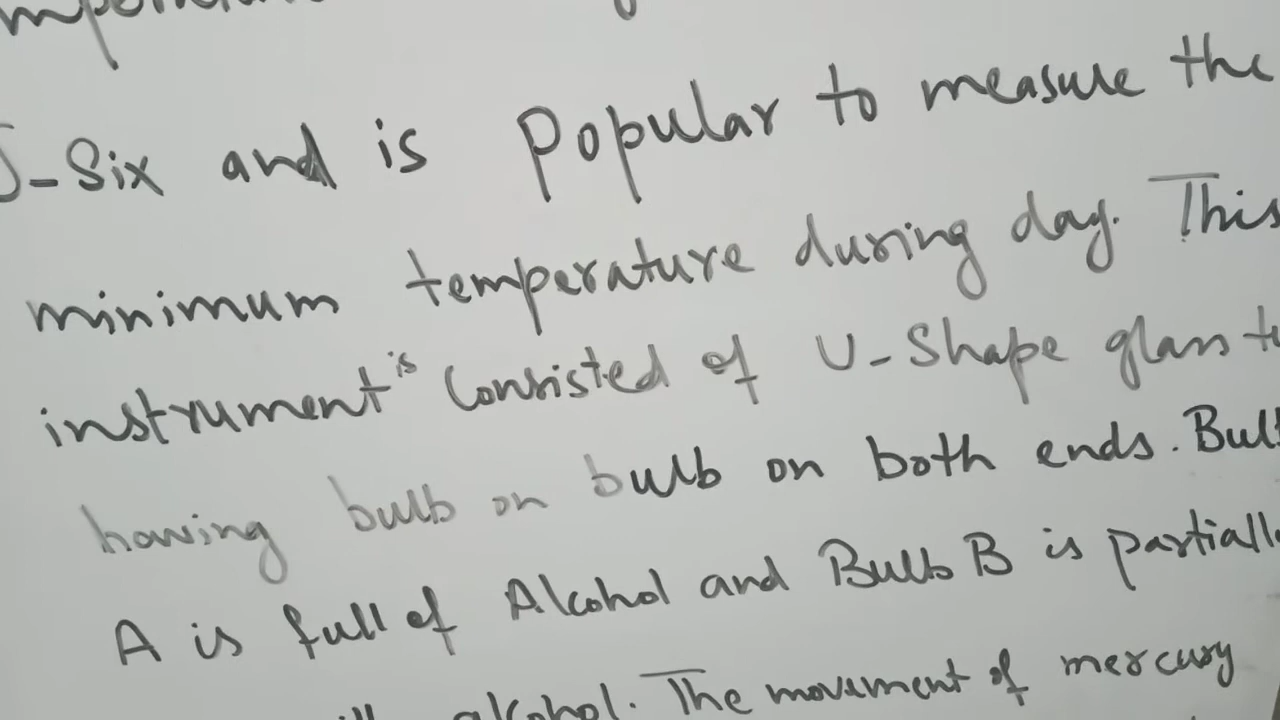 J-Six and is Popular to measure the
minimum temperature during day. This
instrument is Consisted of U-Shape glass
having bulb on bulb on both ends. Bulb
A is full of Alcohol and Bulb B is partially
alcohol. The movement of mercury